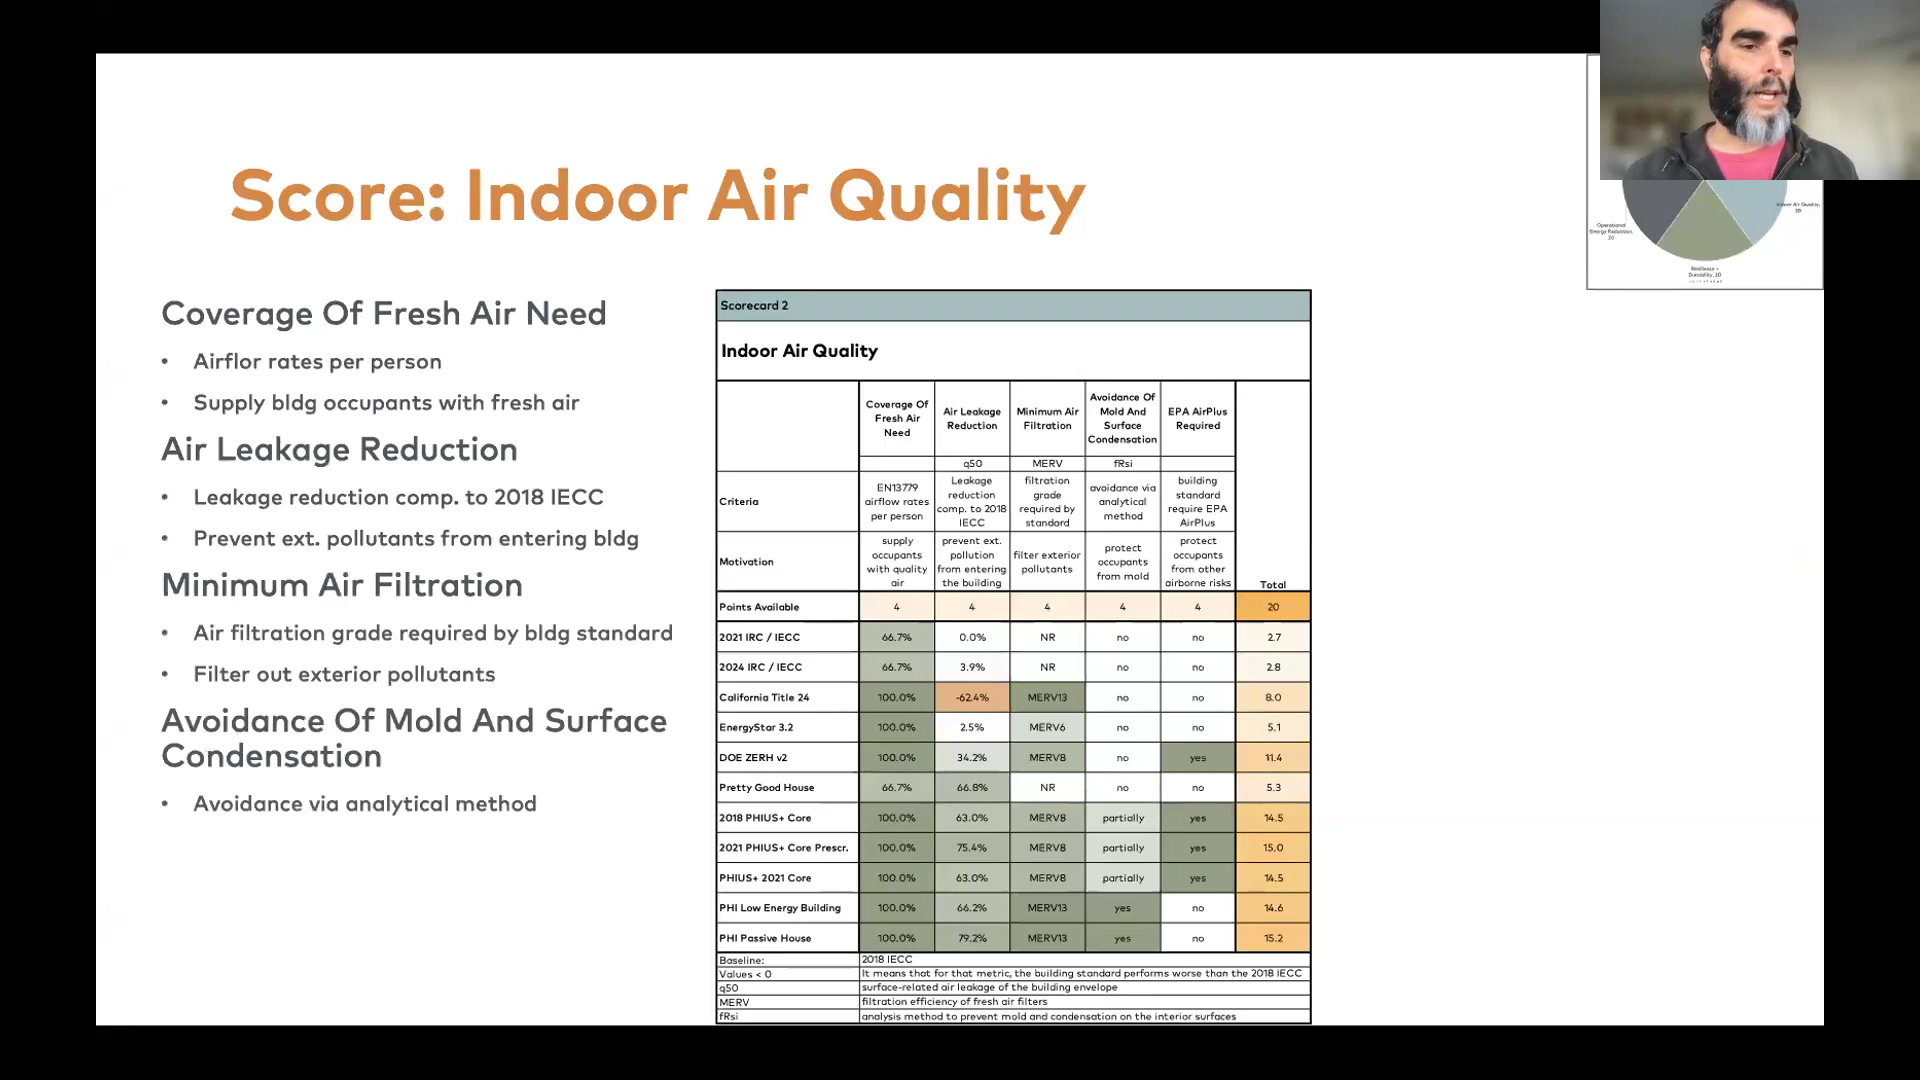 Score: Indoor Air Quality
Coverage Of Fresh Air Need
• Airflor rates per person
• Supply bldg occupants with fresh air
Air Leakage Reduction
• Leakage reduction comp. to 2018 IECC
• Prevent ext. pollutants from entering bldg
Minimum Air Filtration
• Air filtration grade required by bldg standard
• Filter out exterior pollutants
Avoidance Of Mold And Surface
Condensation
• Avoidance via analytical method
Scorecard 2
Indoor Air Quality
Coverage Of
Fresh Air
Need
Air Leakage
Reduction
Minimum Air
Filtration
Avoidance Of
Mold And
Surface
Condensation
EPA AirPlus
Required
q50 MERV fRsi
Criteria
EN13779
airflow rates
per person
Leakage
reduction
comp. to 2018
IECC
filtration
grade
required by
standard
avoidance via
analytical
method
building
standard
require EPA
AirPlus
Motivation
supply
occupants
with quality
air
prevent ext.
pollution
from entering
the building
filter exterior
pollutants
protect
occupants
from mold
protect
occupants
from other
airborne risks
Total
Points Available 4 4 4 4 4 20
2021 IRC / IECC 66.7% 0.0% NR no no 2.7
2024 IRC / IECC 66.7% 3.9% NR no no 2.8
California Title 24 100.0% -62.4% MERV13 no no 8.0
EnergyStar 3.2 100.0% 2.5% MERV6 no no 5.1
DOE ZERH v2 100.0% 34.2% MERV8 no yes 11.4
Pretty Good House 66.7% 66.8% NR no no 5.3
2018 PHIUS+ Core 100.0% 63.0% MERV8 partially yes 14.5
2021 PHIUS+ Core Prescr. 100.0% 75.4% MERV8 partially yes 15.0
PHIUS+ 2021 Core 100.0% 63.0% MERV8 partially yes 14.5
PHI Low Energy Building 100.0% 66.2% MERV13 yes no 14.6
PHI Passive House 100.0% 79.2% MERV13 yes no 15.2
Baseline: 2018 IECC
Values < 0 It means that for that metric, the building standard performs worse than the 2018 IECC
q50 surface-related air leakage of the building envelope
MERV filtration efficiency of fresh air filters
fRsi analysis method to prevent mold and condensation on the interior surfaces
Indoor Air Quality,
20
Operational
Energy Reduction,
20
Resilience +
Durability, 20